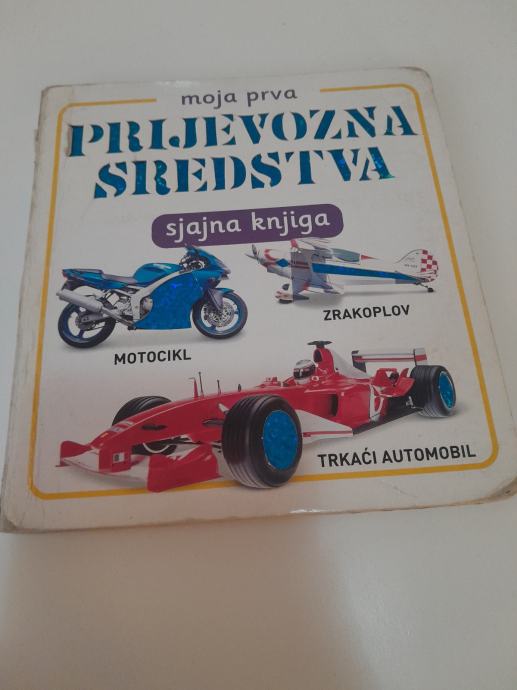 moja prva
PRIJEVOZNA
SREDSTVA
sjajna knjiga
ZRAKOPLOV
MOTOCIKL
TRKAĆI AUTOMOBIL